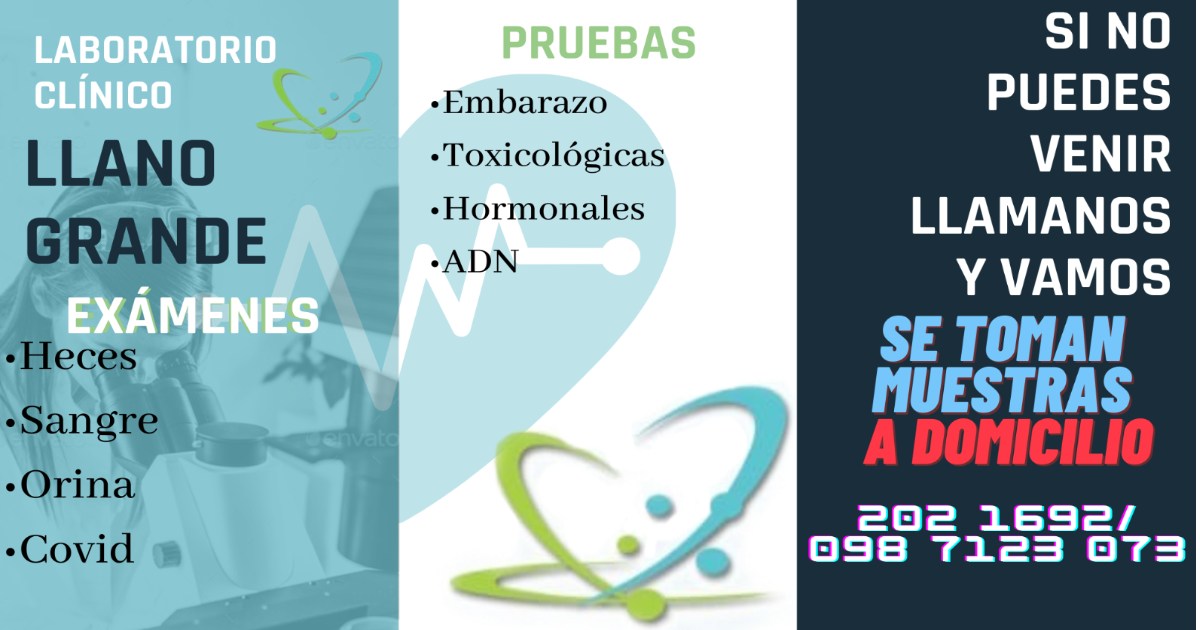 LABORATORIO
CLÍNICO
LLANO
GRANDE
EXÁMENES
•Heces
•Sangre
•Orina
•Covid
envato
PRUEBAS
•Embarazo
•Toxicológicas
•Hormonales
•ADN
SI NO
PUEDES
VENIR
LLAMANOS
Y VAMOS
SE TOMAN
MUESTRAS
A DOMICILIO
202 1692/
098 7123 073